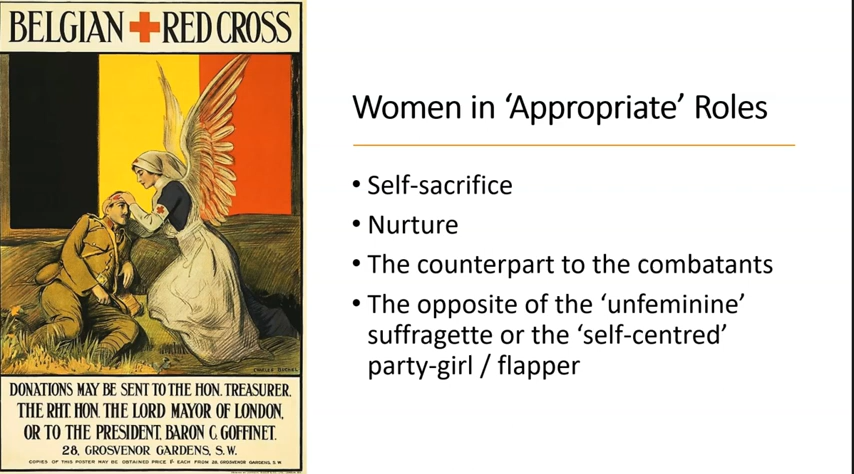 BELGIAN RED CROSS
CHARLES BUCHEL
DONATIONS MAY BE SENT TO THE HON. TREASURER.
THE RHT. HON. THE LORD MAYOR OF LONDON,
OR TO THE PRESIDENT, BARON C. GOFFINET.
28, GROSVENOR GARDENS, S.W.
COPIES OF THIS POSTER MAY BE OBTAINED PRICE 1/- EACH FROM 28, GROSVENOR GARDENS, S.W.
Women in ‘Appropriate’ Roles
• Self-sacrifice
• Nurture
• The counterpart to the combatants
• The opposite of the ‘unfeminine’
suffragette or the ‘self-centred’
party-girl / flapper